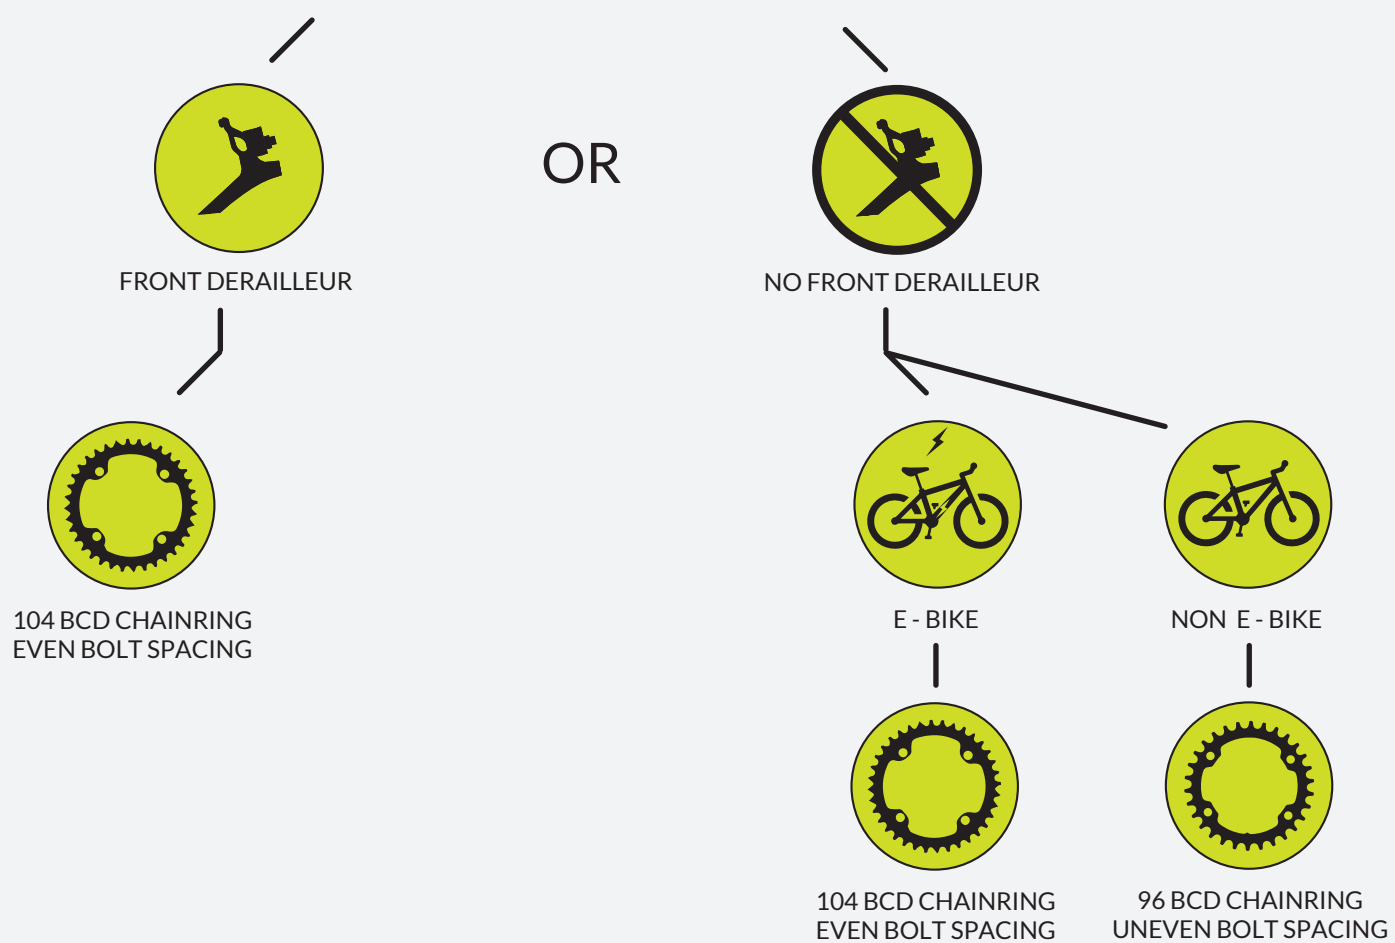 OR
FRONT DERAILLEUR
NO FRONT DERAILLEUR
104 BCD CHAINRING
EVEN BOLT SPACING
E - BIKE
NON E - BIKE
104 BCD CHAINRING
EVEN BOLT SPACING
96 BCD CHAINRING
UNEVEN BOLT SPACING